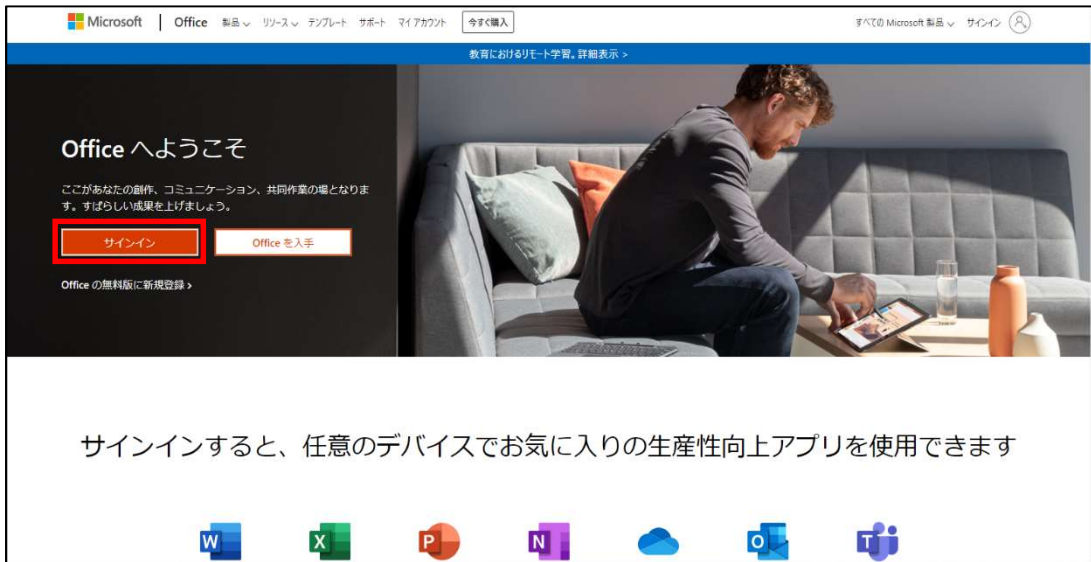 Microsoft Office 製品 リソース テンプレート サポート マイ アカウント 今すぐ購入 すべての Microsoft 製品 サインイン
教育におけるリモート学習。詳細表示 >
Office へようこそ
ここがあなたの創作、コミュニケーション、共同作業の場となりま
す。すばらしい成果を上げましょう。
サインイン Office を入手
Office の無料版に新規登録 >
サインインすると、任意のデバイスでお気に入りの生産性向上アプリを使用できます
W X P N O